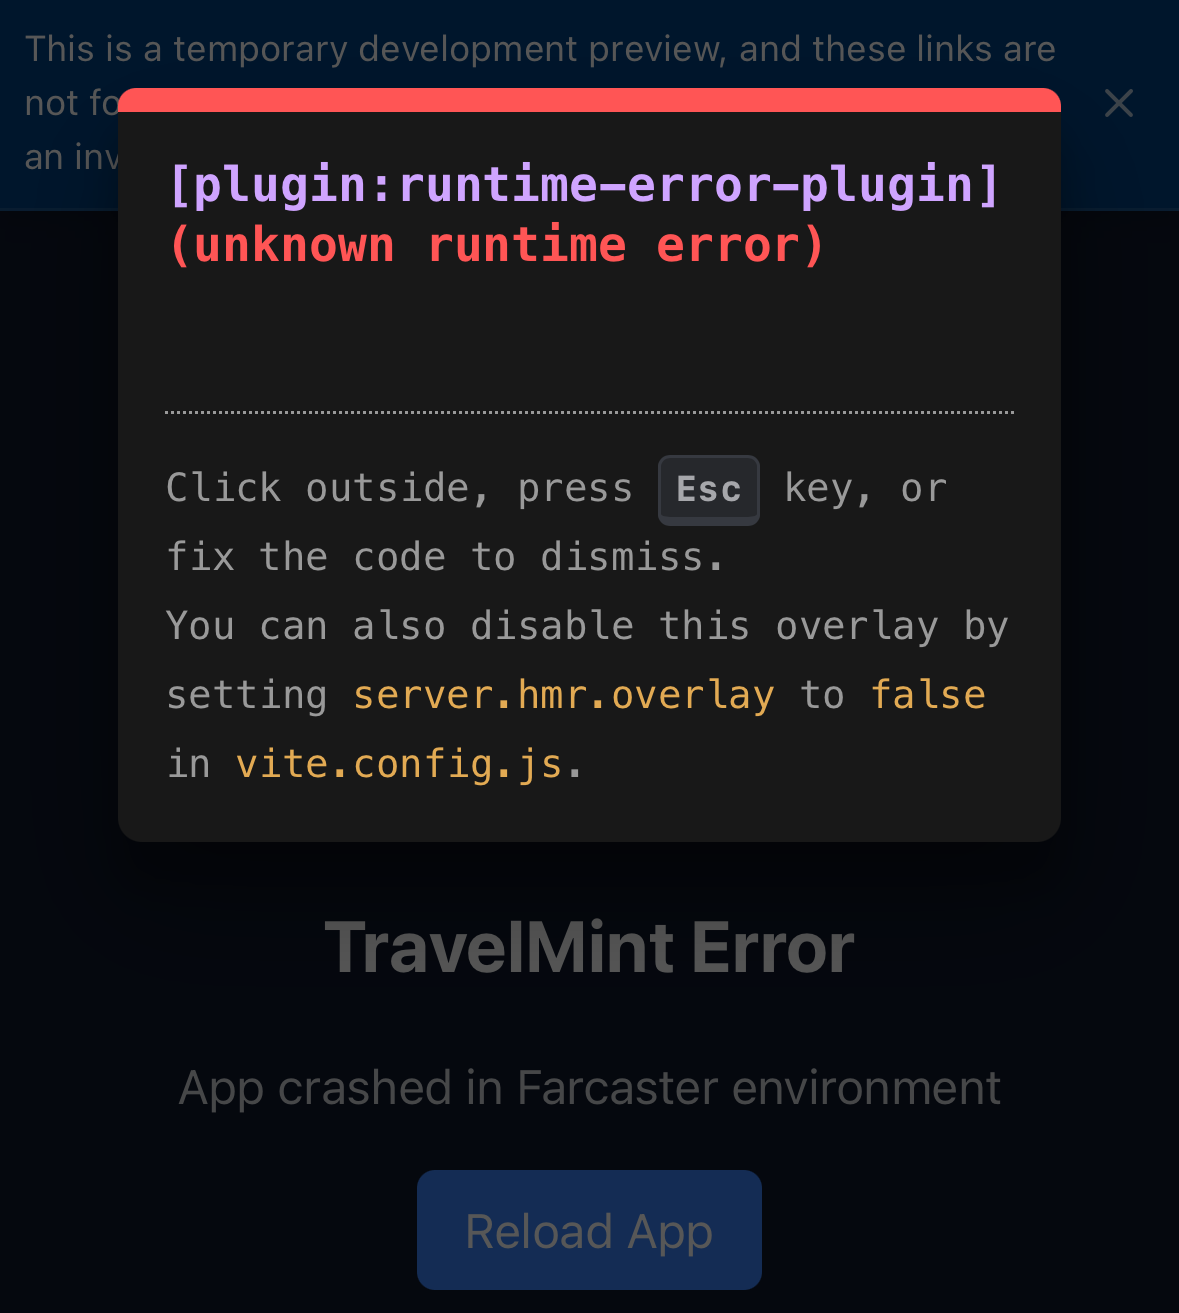 This is a temporary development preview, and these links are
not fo
an inv
[plugin:runtime-error-plugin]
(unknown runtime error)
Click outside, press Esc key, or
fix the code to dismiss.
You can also disable this overlay by
setting server.hmr.overlay to false
in vite.config.js.
TravelMint Error
App crashed in Farcaster environment
Reload App